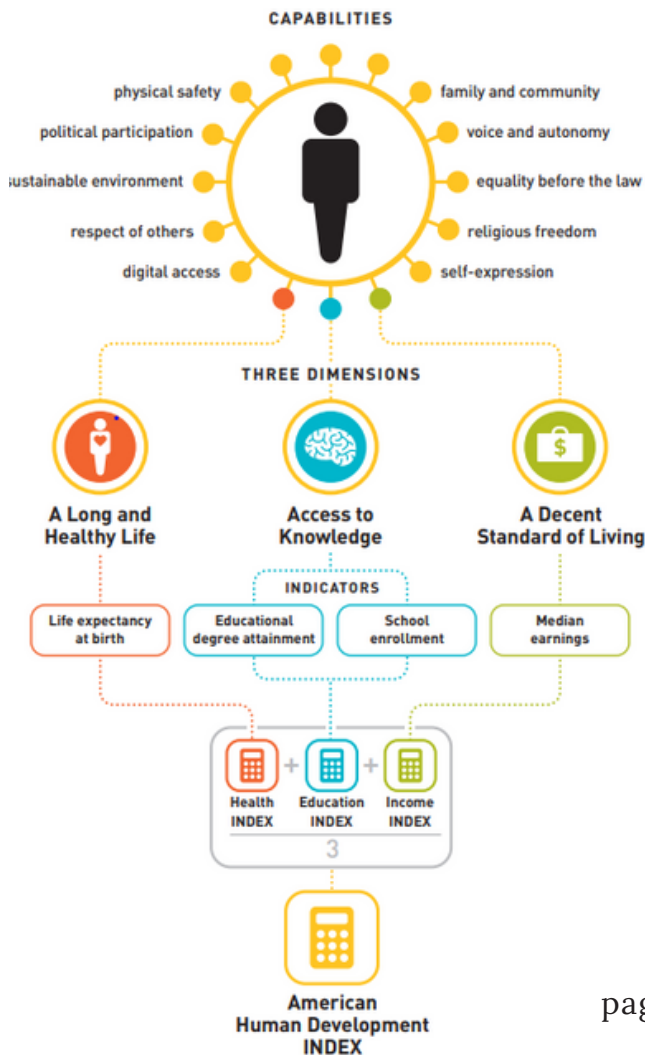 CAPABILITIES
physical safety
family and community
political participation
voice and autonomy
sustainable environment
equality before the law
respect of others
religious freedom
digital access
self-expression
THREE DIMENSIONS
$
A Long and
Healthy Life
Access to
Knowledge
A Decent
Standard of Living
INDICATORS
Life expectancy
at birth
Educational
degree attainment
School
enrollment
Median
earnings
+ +
Health
INDEX
Education
INDEX
Income
INDEX
3
American
Human Development
INDEX
pag